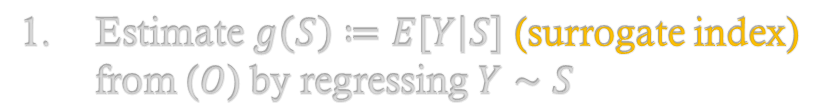 1. Estimate g(S) ≔ E[Y|S] (surrogate index)
from (O) by regressing Y ~ S